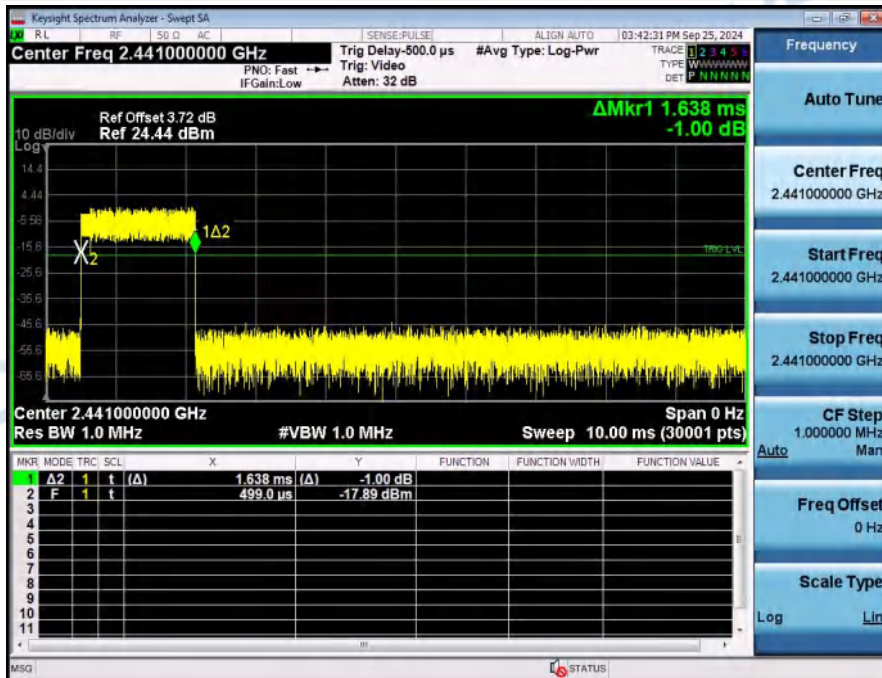 Keysight Spectrum Analyzer - Swept SA
RL RF 50 Ω AC SENSE:PULSE ALIGN AUTO 03:42:31 PM Sep 25, 2024
Center Freq 2.441000000 GHz
PNO: Fast
IFGain:Low
Trig Delay-500.0 µs
Trig: Video
Atten: 32 dB
#Avg Type: Log-Pwr
TRACE 1 2 3 4 5 6
TYPE W
DET P N N N N N
ΔMkr1 1.638 ms
-1.00 dB
Ref Offset 3.72 dB
10 dB/div Ref 24.44 dBm
Log
14.4
4.44
-5.56
-15.6
-25.6
-35.6
-45.6
-55.6
-65.6
1Δ2
2
TRIG LVL
Center 2.441000000 GHz Span 0 Hz
Res BW 1.0 MHz #VBW 1.0 MHz Sweep 10.00 ms (30001 pts)
MKR MODE TRC SCL X Y FUNCTION FUNCTION WIDTH FUNCTION VALUE
1 Δ2 1 t (Δ) 1.638 ms (Δ) -1.00 dB
2 F 1 t 499.0 µs -17.89 dBm
3
4
5
6
7
8
9
10
11
MSG STATUS
Frequency
Auto Tune
Center Freq
2.441000000 GHz
Start Freq
2.441000000 GHz
Stop Freq
2.441000000 GHz
CF Step
1.000000 MHz
Auto Man
Freq Offset
0 Hz
Scale Type
Log Lin